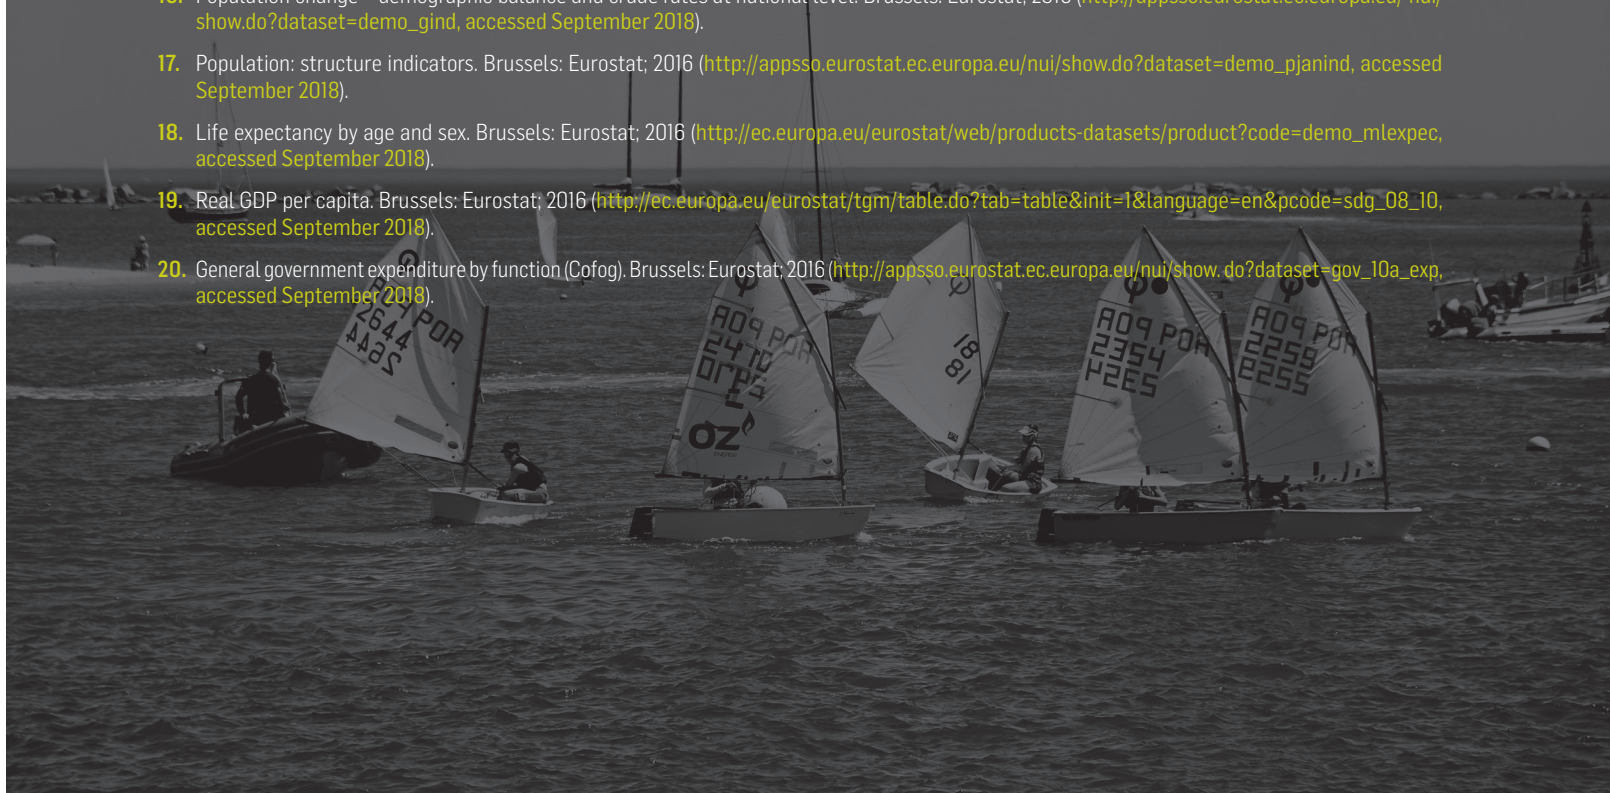 show.do?dataset=demo_gind, accessed September 2018).
17. Population: structure indicators. Brussels: Eurostat; 2016 (http://appsso.eurostat.ec.europa.eu/nui/show.do?dataset=demo_pjanind, accessed
September 2018).
18. Life expectancy by age and sex. Brussels: Eurostat; 2016 (http://ec.europa.eu/eurostat/web/products-datasets/product?code=demo_mlexpec,
accessed September 2018).
19. Real GDP per capita. Brussels: Eurostat; 2016 (http://ec.europa.eu/eurostat/tgm/table.do?tab=table&init=1&language=en&pcode=sdg_08_10,
accessed September 2018).
20. General government expenditure by function (Cofog). Brussels: Eurostat; 2016 (http://appsso.eurostat.ec.europa.eu/nui/show. do?dataset=gov_10a_exp,
accessed September 2018).
POR
2644
POR
2470
OZ
18
POR
2354
POR